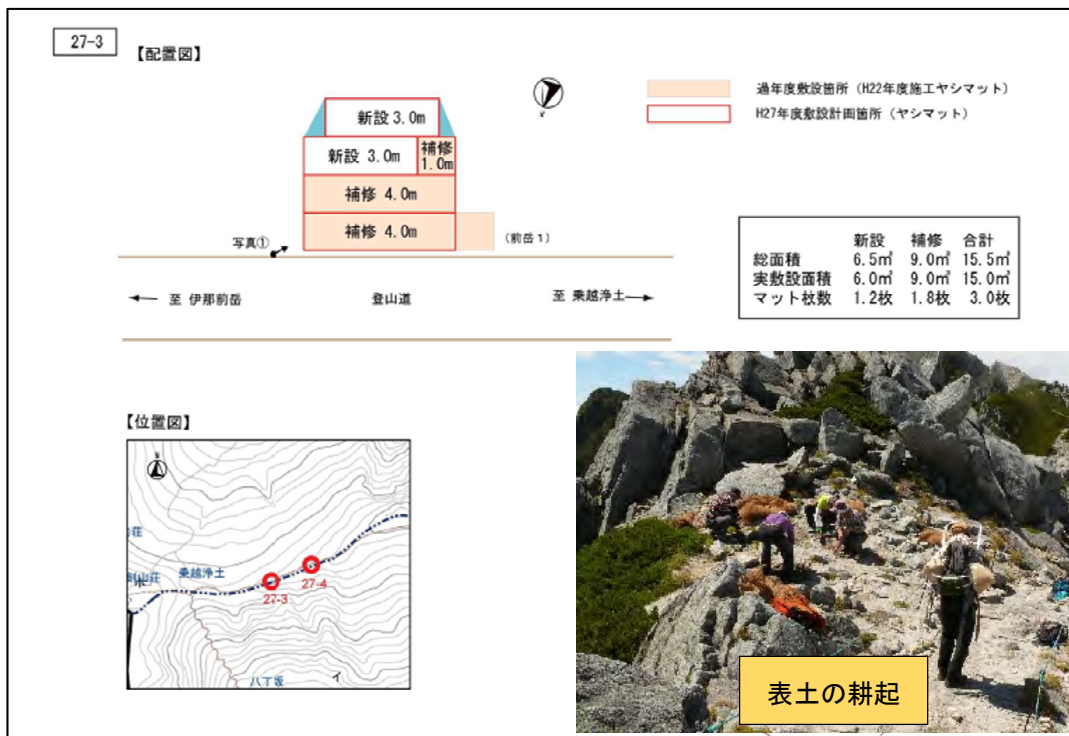 27-3
【配置図】
過年度敷設箇所（H22年度施工ヤシマット）
H27年度敷設計画箇所（ヤシマット）
新設 3.0m
新設 3.0m
補修
1.0m
補修 4.0m
補修 4.0m
写真①
（前岳1）
新設 補修 合計
総面積 6.5㎡ 9.0㎡ 15.5㎡
実敷設面積 6.0㎡ 9.0㎡ 15.0㎡
マット枚数 1.2枚 1.8枚 3.0枚
至 伊那前岳
登山道
至 乗越浄土
【位置図】
乗越浄土
27-3
27-4
八丁坂
イ
表土の耕起